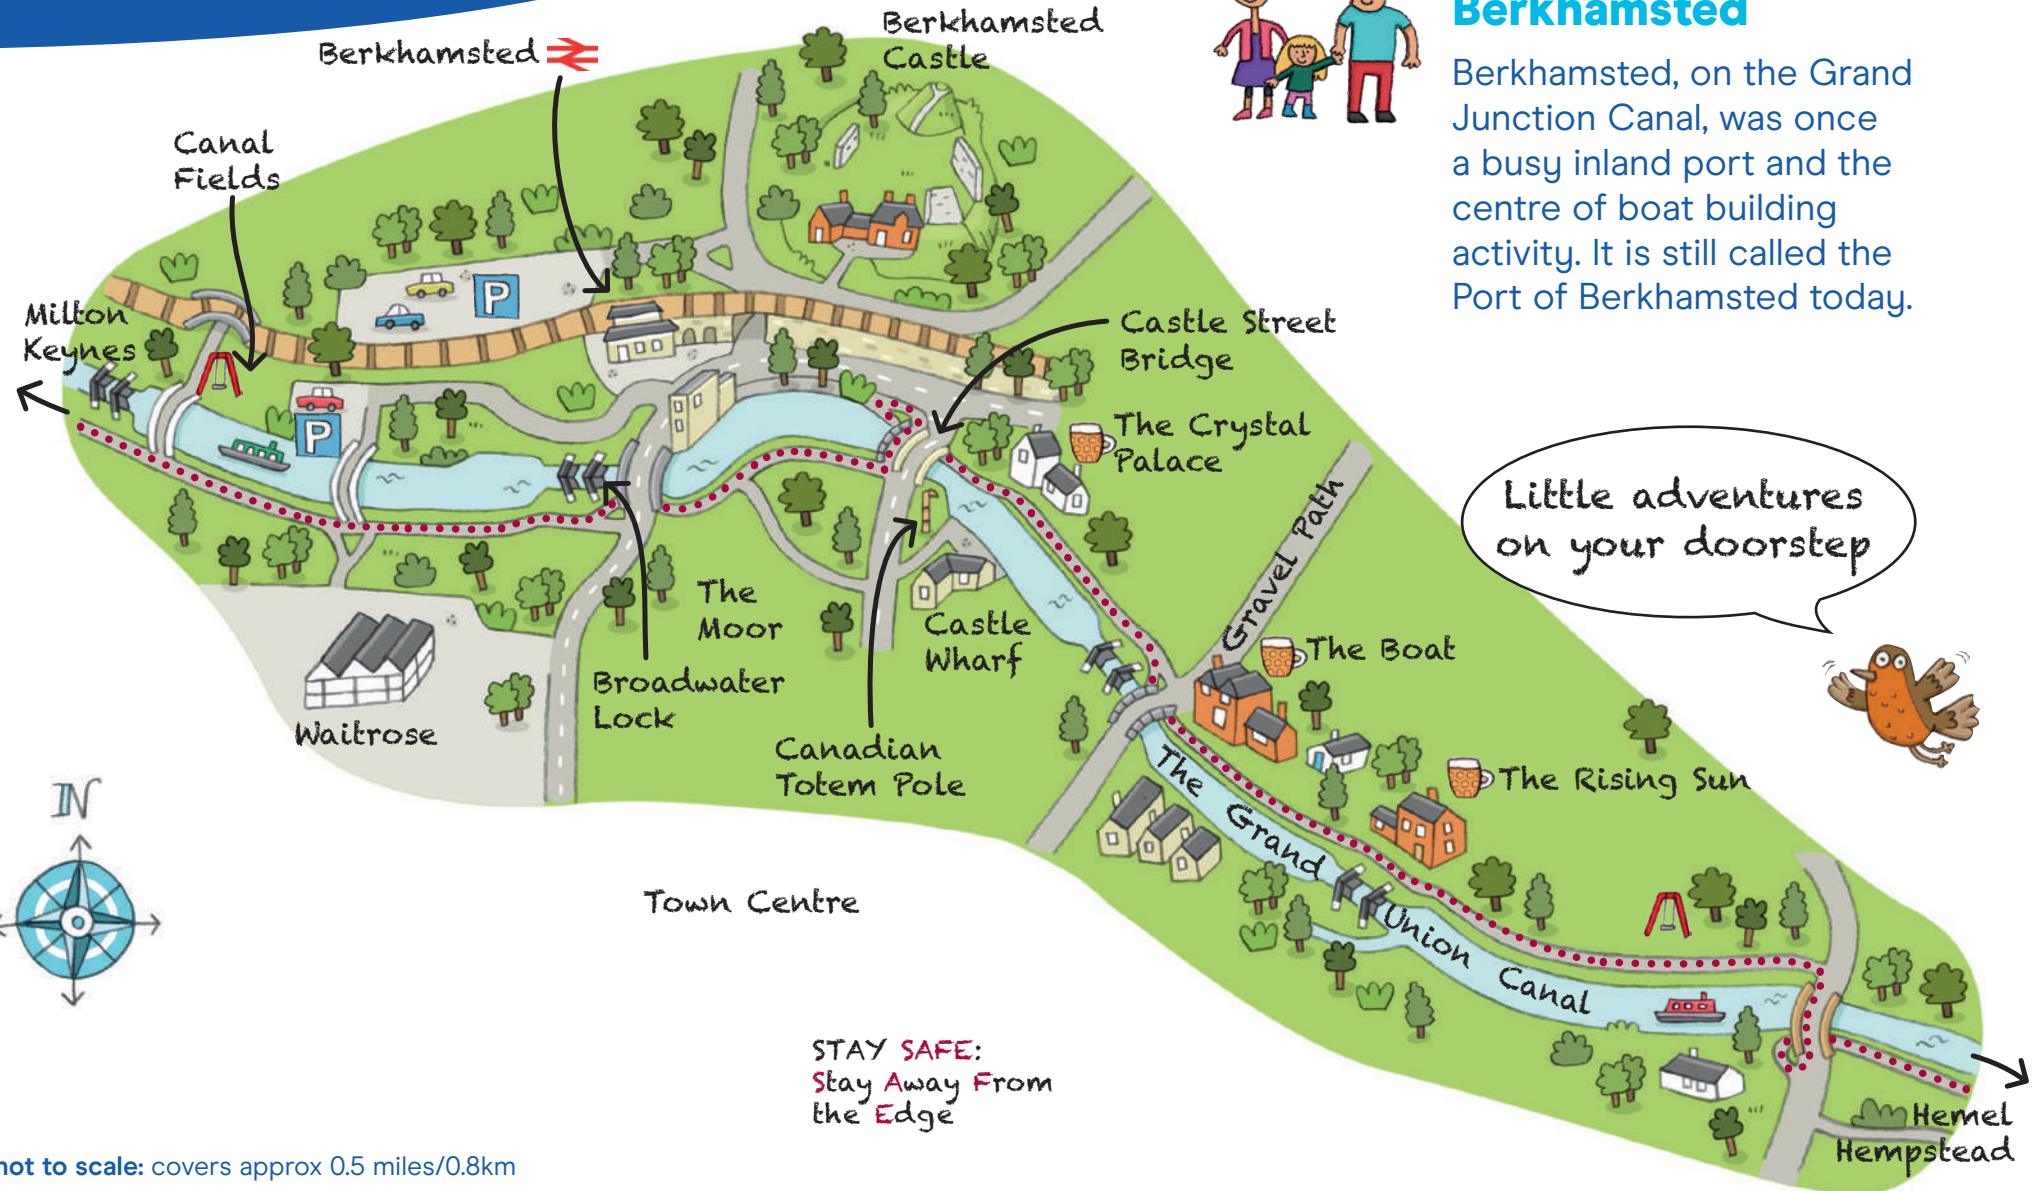 Berkhamsted
Berkhamsted, on the Grand
Junction Canal, was once
a busy inland port and the
centre of boat building
activity. It is still called the
Port of Berkhamsted today.
Berkhamsted
Berkhamsted
Castle
Canal
Fields
P
Milton
Keynes
P
Castle Street
Bridge
The Crystal
Palace
Little adventures
on your doorstep
Gravel Path
The
Moor
Castle
Wharf
The Boat
Broadwater
Lock
Waitrose
Canadian
Totem Pole
The Rising Sun
The Grand Union Canal
N
Town Centre
STAY SAFE:
Stay Away From
the Edge
Hemel
Hempstead
not to scale: covers approx 0.5 miles/0.8km